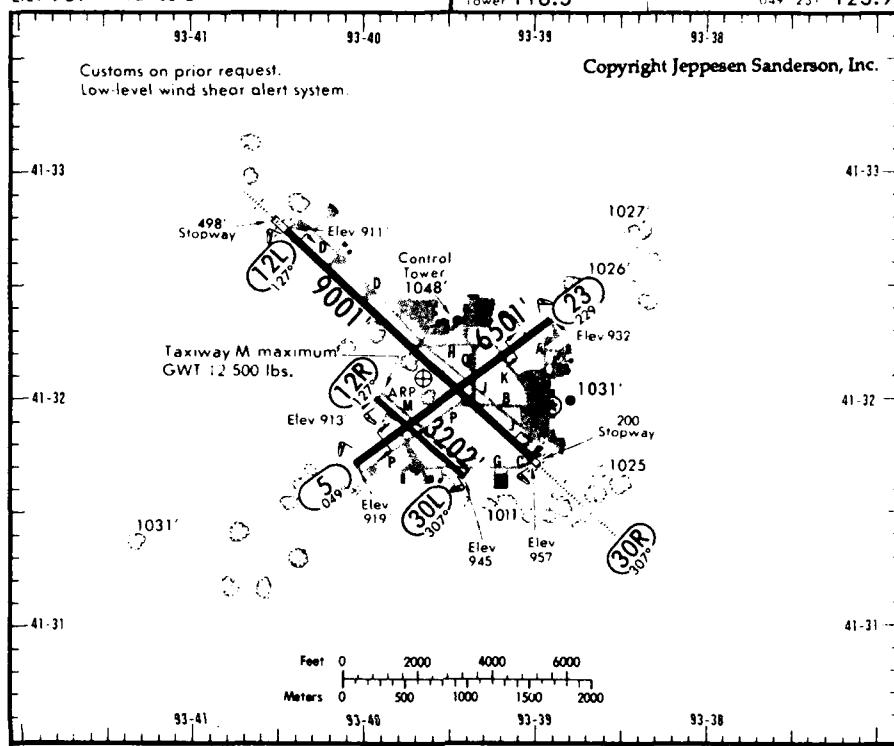 Tower 118.3
93-41
93-40
93-39
93-38
Customs on prior request.
Low-level wind shear alert system.
Copyright Jeppesen Sanderson, Inc.
41-33
41-33
498'
Stopway
Elev 911'
D
12L
127°
D
9001'
Control
Tower
1048'
1027'
1026'
6501'
23
229
Elev 932
Taxiway M maximum
GWT 12 500 lbs.
H
A
K
J
B
1031'
12R
127°
ARP
M
41-32
41-32
Elev 913'
P
P
3202'
200
Stopway
G
C
1025
5
049°
Elev
919
30L
307°
1011
Elev
945
Elev
957
30R
307°
1031'
41-31
41-31
Feet 0 2000 4000 6000
Meters 0 500 1000 1500 2000
93-41
93-40
93-39
93-38